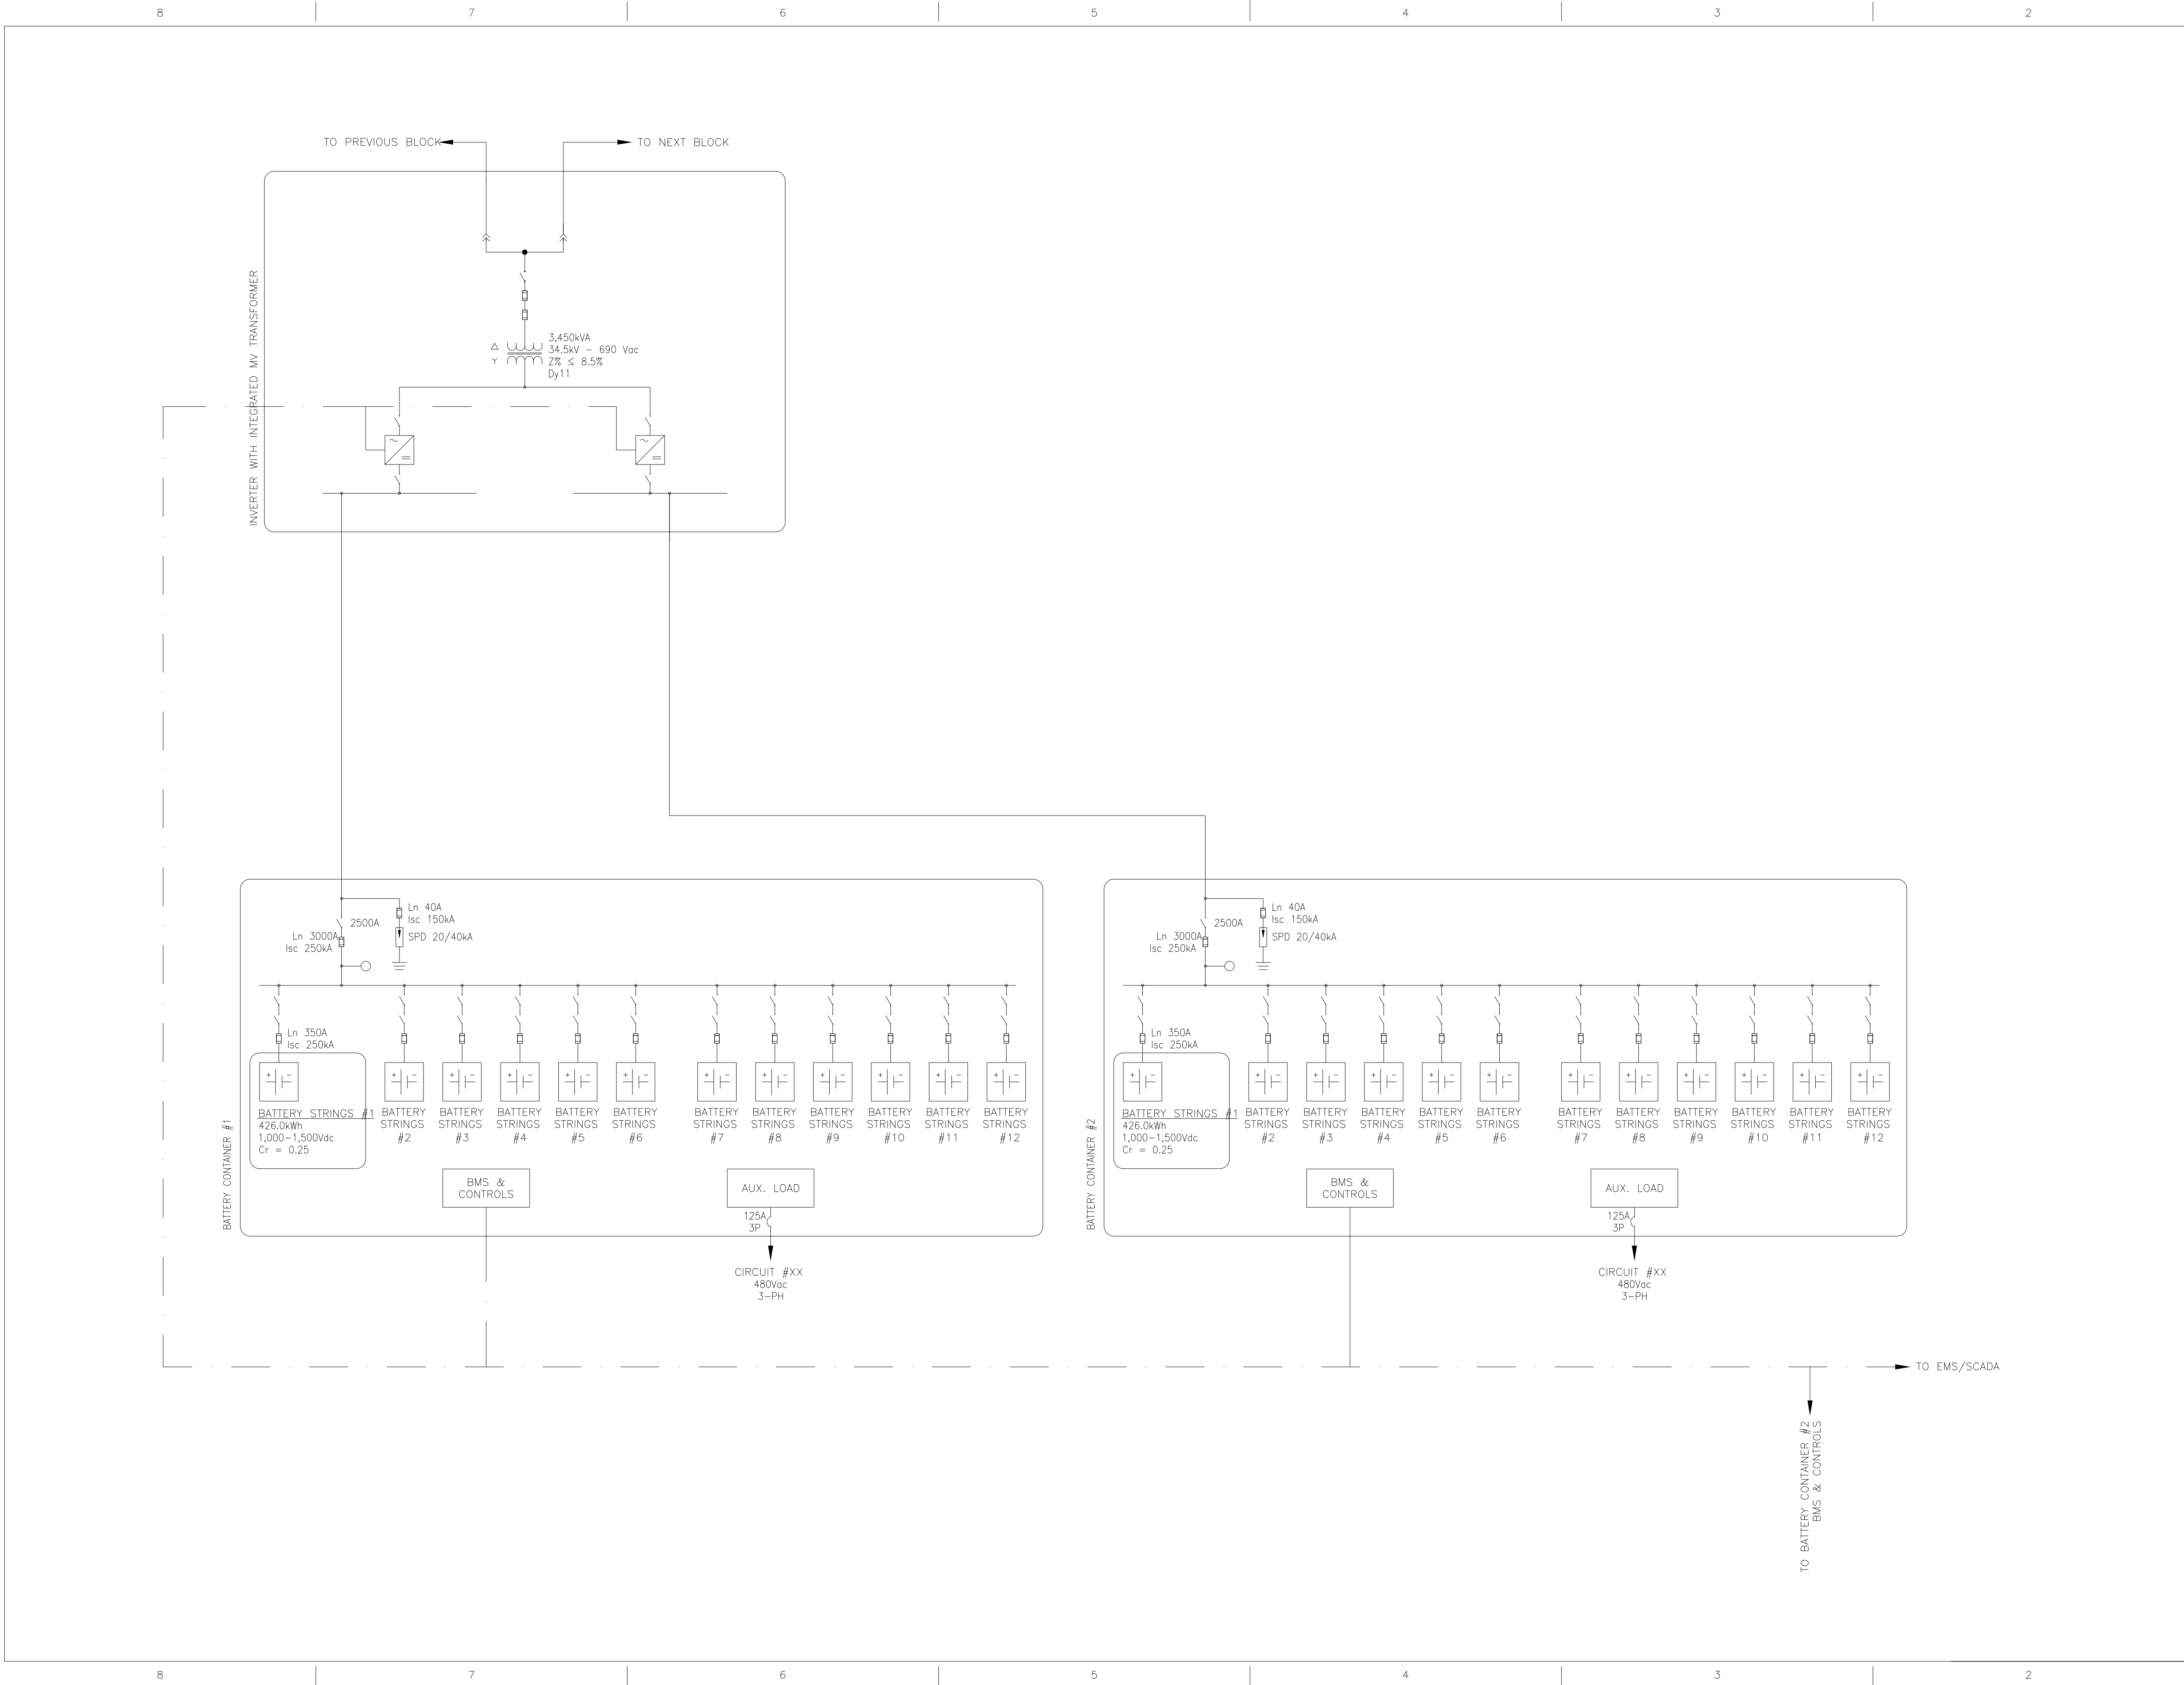 8 7 6 5 4 3 2
TO PREVIOUS BLOCK
TO NEXT BLOCK
INVERTER WITH INTEGRATED MV TRANSFORMER
3,450kVA
34.5kV - 690 Vac
Z% ≤ 8.5%
Dy11
BATTERY CONTAINER #1
2500A
Ln 3000A
Isc 250kA
Ln 40A
Isc 150kA
SPD 20/40kA
Ln 350A
Isc 250kA
BATTERY STRINGS #1
426.0kWh
1,000-1,500Vdc
Cr = 0.25
BATTERY
STRINGS
#2
BATTERY
STRINGS
#3
BATTERY
STRINGS
#4
BATTERY
STRINGS
#5
BATTERY
STRINGS
#6
BATTERY
STRINGS
#7
BATTERY
STRINGS
#8
BATTERY
STRINGS
#9
BATTERY
STRINGS
#10
BATTERY
STRINGS
#11
BATTERY
STRINGS
#12
BMS &
CONTROLS
AUX. LOAD
125A
3P
CIRCUIT #XX
480Vac
3-PH
BATTERY CONTAINER #2
2500A
Ln 3000A
Isc 250kA
Ln 40A
Isc 150kA
SPD 20/40kA
Ln 350A
Isc 250kA
BATTERY STRINGS #1
426.0kWh
1,000-1,500Vdc
Cr = 0.25
BATTERY
STRINGS
#2
BATTERY
STRINGS
#3
BATTERY
STRINGS
#4
BATTERY
STRINGS
#5
BATTERY
STRINGS
#6
BATTERY
STRINGS
#7
BATTERY
STRINGS
#8
BATTERY
STRINGS
#9
BATTERY
STRINGS
#10
BATTERY
STRINGS
#11
BATTERY
STRINGS
#12
BMS &
CONTROLS
AUX. LOAD
125A
3P
CIRCUIT #XX
480Vac
3-PH
TO EMS/SCADA
TO BATTERY CONTAINER #2
BMS & CONTROLS
8 7 6 5 4 3 2